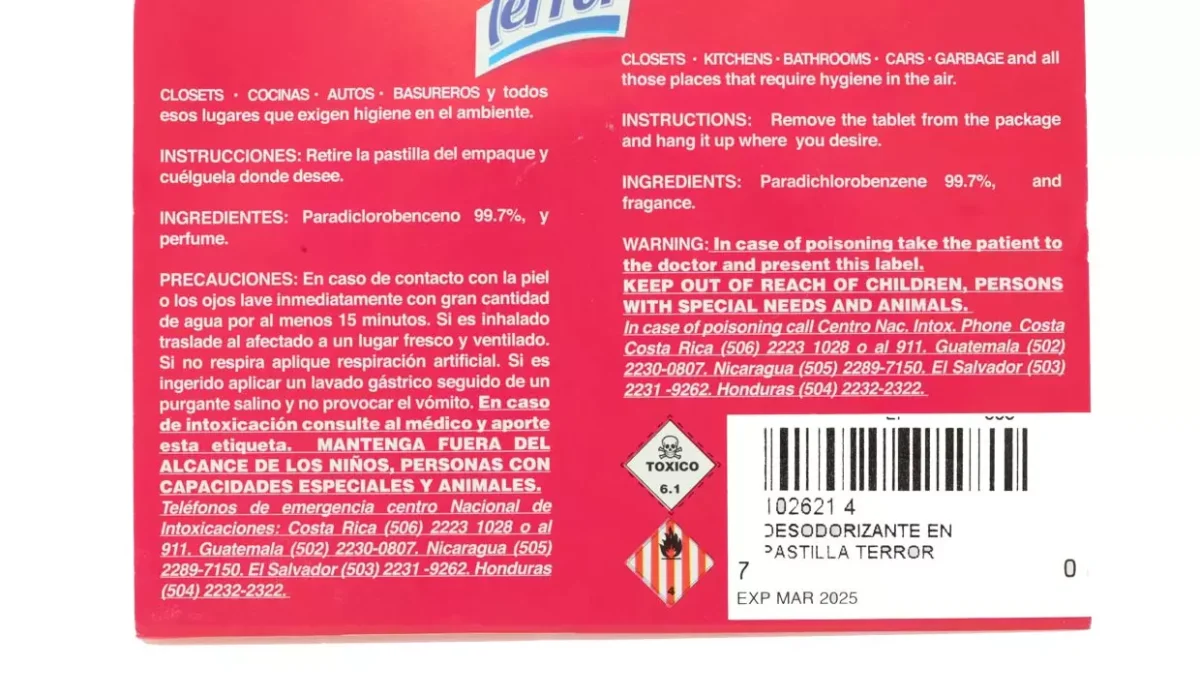 Terror
CLOSETS · COCINAS · AUTOS · BASUREROS y todos
esos lugares que exigen higiene en el ambiente.
INSTRUCCIONES: Retire la pastilla del empaque y
cuélguela donde desee.
INGREDIENTES: Paradiclorobenceno 99.7%, y
perfume.
PRECAUCIONES: En caso de contacto con la piel
o los ojos lave inmediatamente con gran cantidad
de agua por al menos 15 minutos. Si es inhalado
traslade al afectado a un lugar fresco y ventilado.
Si no respira aplique respiración artificial. Si es
ingerido aplicar un lavado gástrico seguido de un
purgante salino y no provocar el vómito. En caso
de intoxicación consulte al médico y aporte
esta etiqueta. MANTENGA FUERA DEL
ALCANCE DE LOS NIÑOS, PERSONAS CON
CAPACIDADES ESPECIALES Y ANIMALES.
Teléfonos de emergencia centro Nacional de
Intoxicaciones: Costa Rica (506) 2223 1028 o al
911. Guatemala (502) 2230-0807. Nicaragua (505)
2289-7150. El Salvador (503) 2231 -9262. Honduras
(504) 2232-2322.
CLOSETS · KITCHENS · BATHROOMS · CARS · GARBAGE and all
those places that require hygiene in the air.
INSTRUCTIONS: Remove the tablet from the package
and hang it up where you desire.
INGREDIENTS: Paradichlorobenzene 99.7%, and
fragance.
WARNING: In case of poisoning take the patient to
the doctor and present this label.
KEEP OUT OF REACH OF CHILDREN, PERSONS
WITH SPECIAL NEEDS AND ANIMALS.
In case of poisoning call Centro Nac. Intox. Phone Costa
Costa Rica (506) 2223 1028 o al 911. Guatemala (502)
2230-0807. Nicaragua (505) 2289-7150. El Salvador (503)
2231 -9262. Honduras (504) 2232-2322.
TOXICO
6.1
4
102621 4
DESODORIZANTE EN
PASTILLA TERROR
7 0
EXP MAR 2025